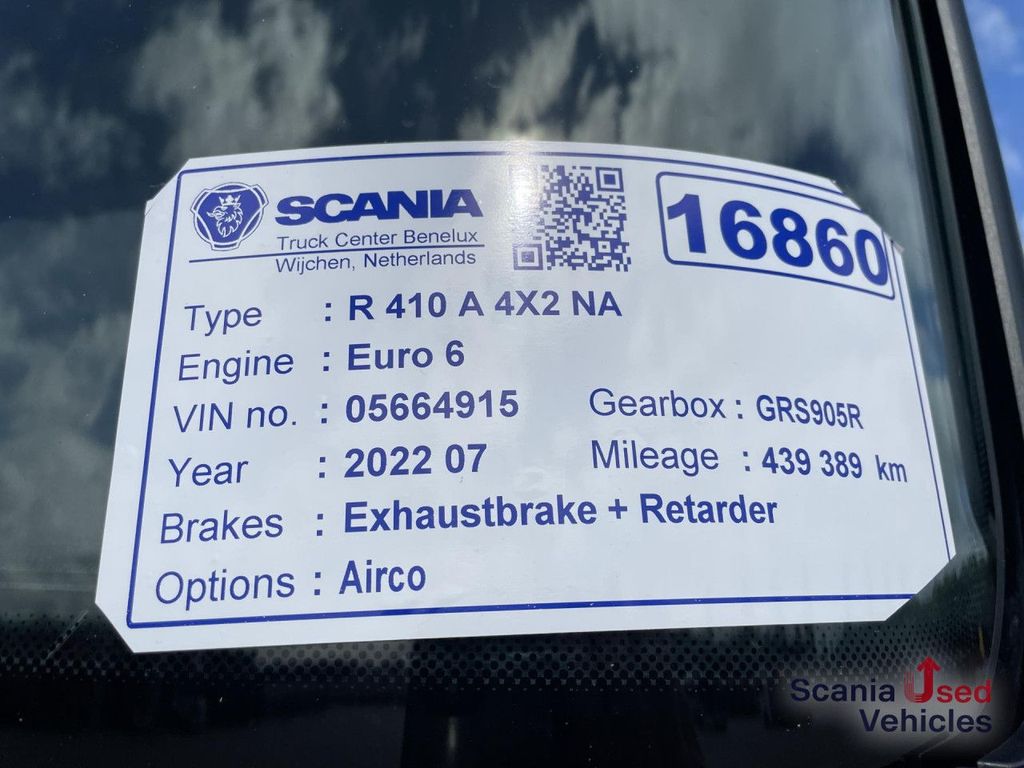 SCANIA
Truck Center Benelux
Wijchen, Netherlands
16860
Type : R 410 A 4X2 NA
Engine : Euro 6
VIN no. : 05664915
Gearbox : GRS905R
Year : 2022 07
Mileage : 439 389 km
Brakes : Exhaustbrake + Retarder
Options : Airco
Scania Used
Vehicles